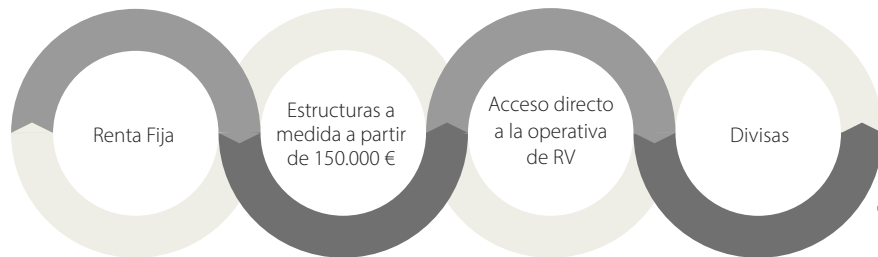 Renta Fija
Estructuras a
medida a partir
de 150.000 €
Acceso directo
a la operativa
de RV
Divisas